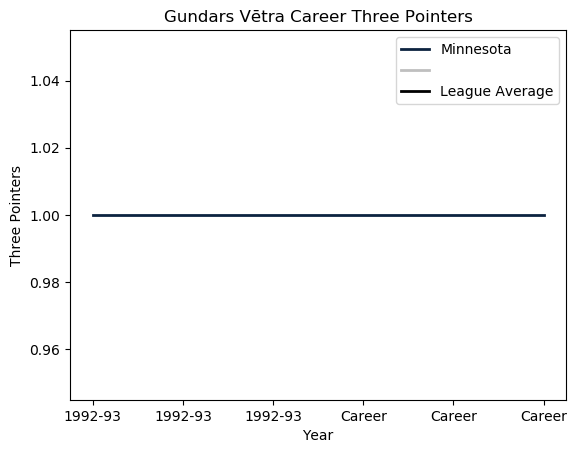 Gundars Vētra Career Three Pointers
Minnesota
League Average
Three Pointers
1.04
1.02
1.00
0.98
0.96
1992-93 1992-93 1992-93 Career Career Career
Year